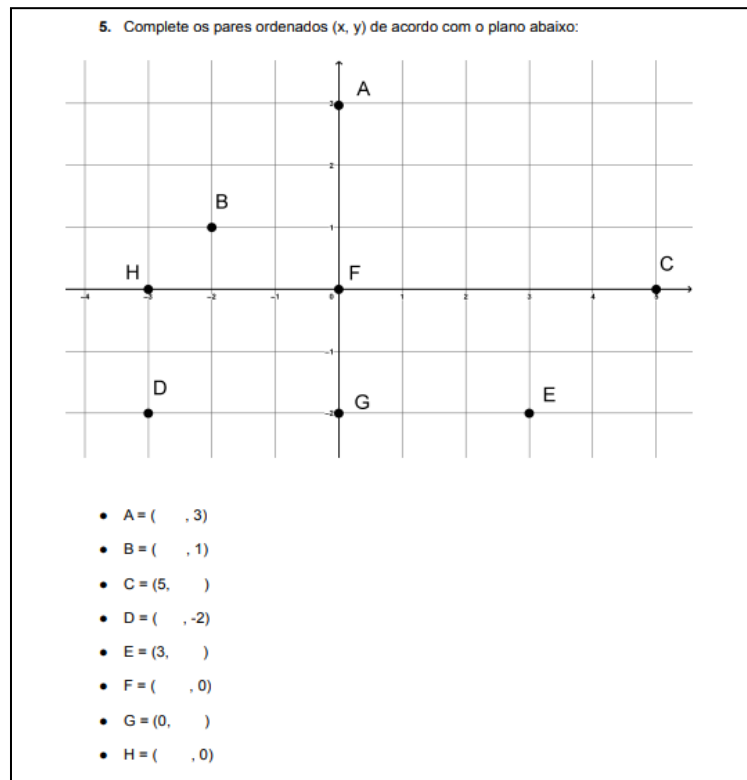 5. Complete os pares ordenados (x, y) de acordo com o plano abaixo:
A
3
2
B
1
H
F
C
-4
-3
-2
-1
0
1
2
3
4
5
-1
D
G
E
-2
• A = ( , 3)
• B = ( , 1)
• C = (5, )
• D = ( , -2)
• E = (3, )
• F = ( , 0)
• G = (0, )
• H = ( , 0)